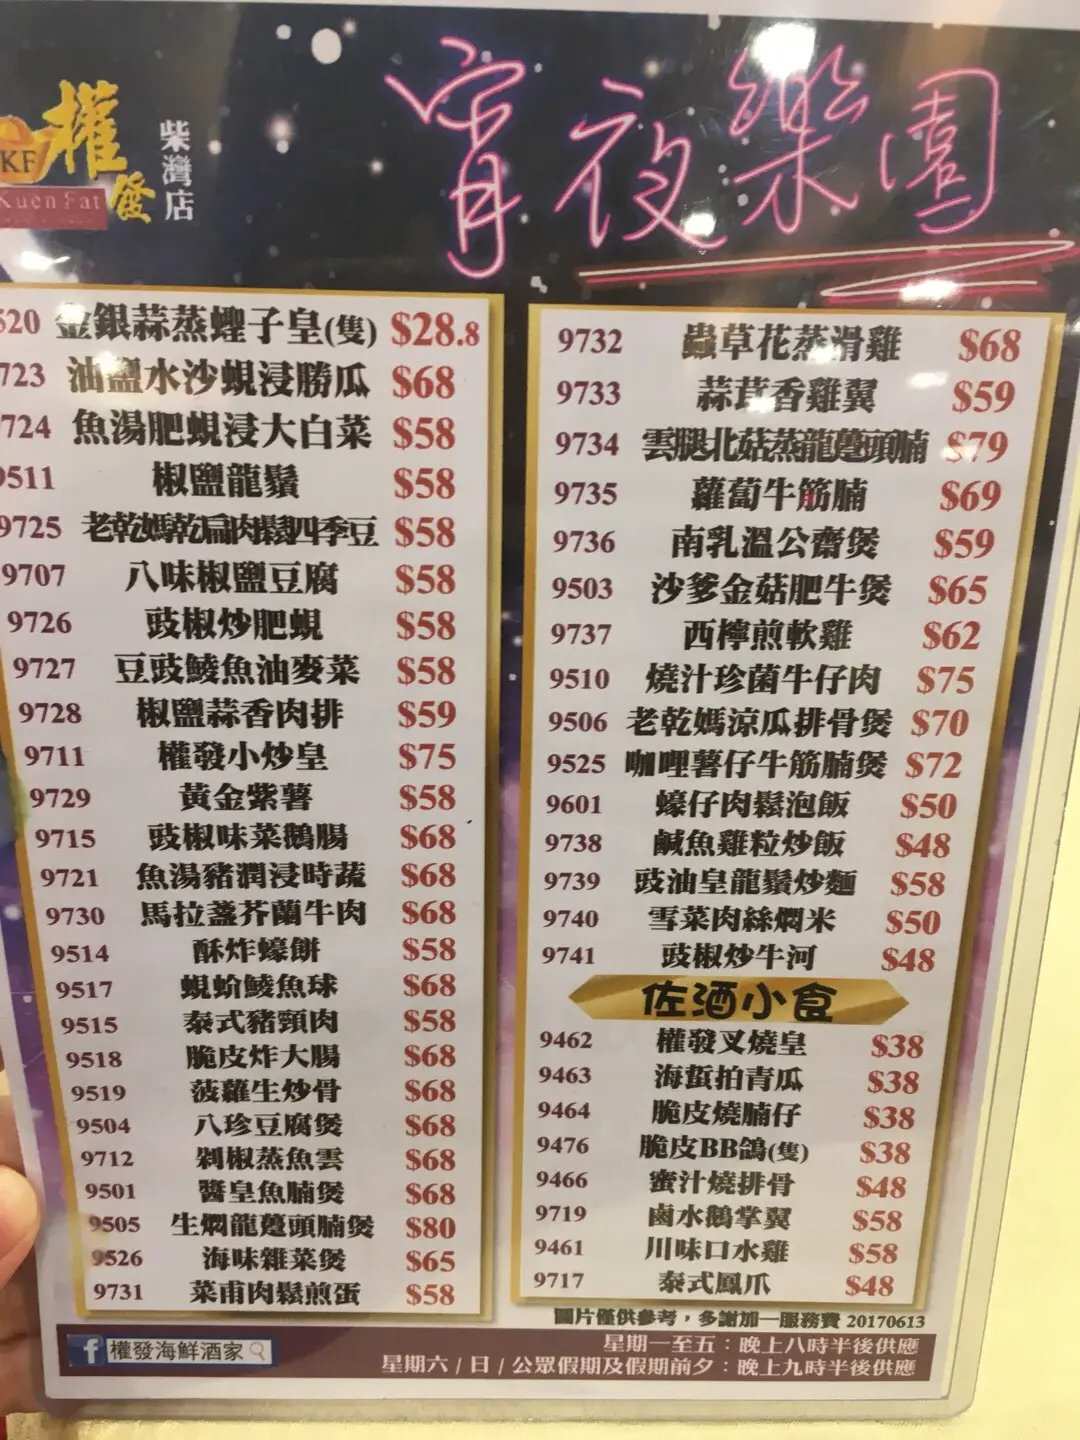 權發
柴灣店
KF
Kuen Fat
宵夜樂園
520 金銀蒜蒸蟶子皇(隻) $28.8
723 油鹽水沙蜆浸勝瓜 $68
724 魚湯肥蜆浸大白菜 $58
9511 椒鹽龍鬚 $58
9725 老乾媽乾扁肉鬆四季豆 $58
9707 八味椒鹽豆腐 $58
9726 豉椒炒肥蜆 $58
9727 豆豉鯪魚油麥菜 $58
9728 椒鹽蒜香肉排 $59
9711 權發小炒皇 $75
9729 黃金紫薯 $58
9715 豉椒味菜鵝腸 $68
9721 魚湯豬潤浸時蔬 $68
9730 馬拉盞芥蘭牛肉 $68
9514 酥炸蠔餅 $58
9517 蜆蚧鯪魚球 $68
9515 泰式豬頸肉 $58
9518 脆皮炸大腸 $68
9519 菠蘿生炒骨 $68
9504 八珍豆腐煲 $68
9712 剁椒蒸魚雲 $68
9501 醬皇魚腩煲 $68
9505 生燜龍躉頭腩煲 $80
9526 海味雜菜煲 $65
9731 菜甫肉鬆煎蛋 $58
9732 蟲草花蒸滑雞 $68
9733 蒜茸香雞翼 $59
9734 雲腿北菇蒸龍躉頭腩 $79
9735 蘿蔔牛筋腩 $69
9736 南乳溫公齋煲 $59
9503 沙爹金菇肥牛煲 $65
9737 西檸煎軟雞 $62
9510 燒汁珍菌牛仔肉 $75
9506 老乾媽涼瓜排骨煲 $70
9525 咖哩薯仔牛筋腩煲 $72
9601 蠔仔肉鬆泡飯 $50
9738 鹹魚雞粒炒飯 $48
9739 豉油皇龍鬚炒麵 $58
9740 雪菜肉絲燜米 $50
9741 豉椒炒牛河 $48
佐酒小食
9462 權發叉燒皇 $38
9463 海蜇拍青瓜 $38
9464 脆皮燒腩仔 $38
9476 脆皮BB鴿(隻) $38
9466 蜜汁燒排骨 $48
9719 鹵水鵝掌翼 $58
9461 川味口水雞 $58
9717 泰式鳳爪 $48
圖片僅供參考，多謝加一服務費 20170613
f 權發海鮮酒家
星期一至五：晚上八時半後供應
星期六 / 日 / 公眾假期及假期前夕：晚上九時半後供應